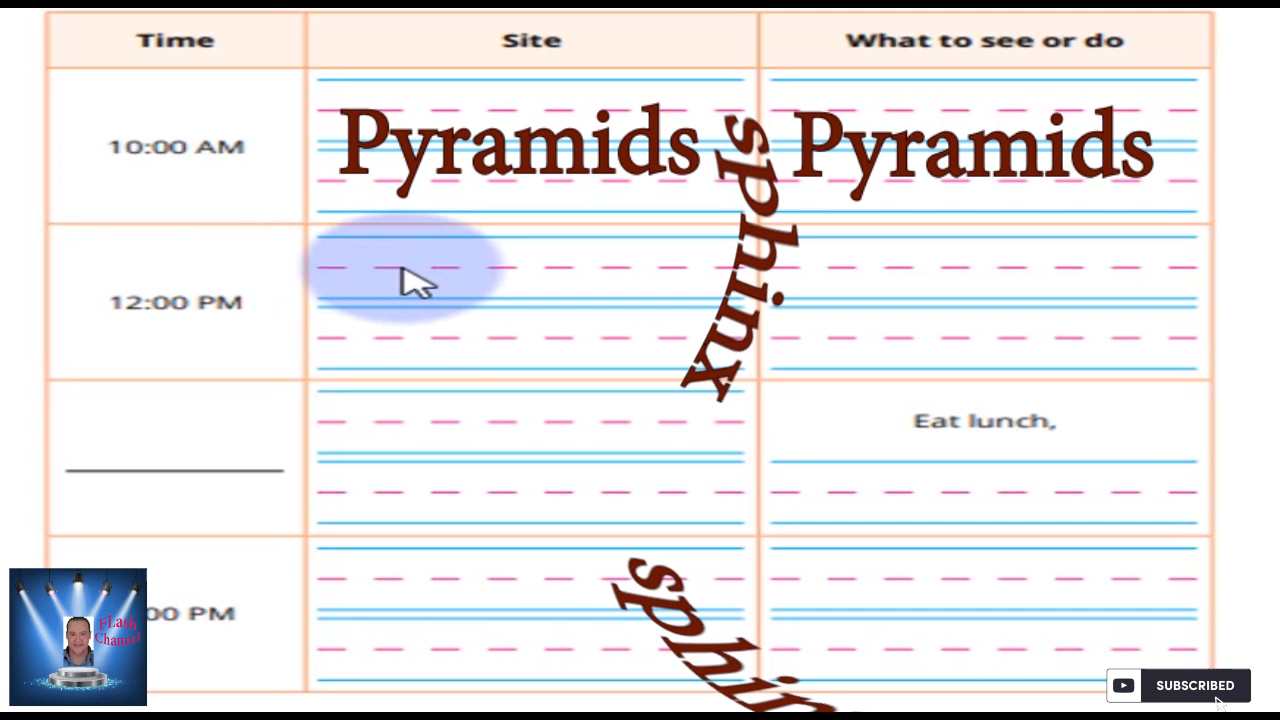 Time Site What to see or do
10:00 AM Pyramids Pyramids
sphinx
12:00 PM
Eat lunch,
:00 PM
FLash
Channel
SUBSCRIBED